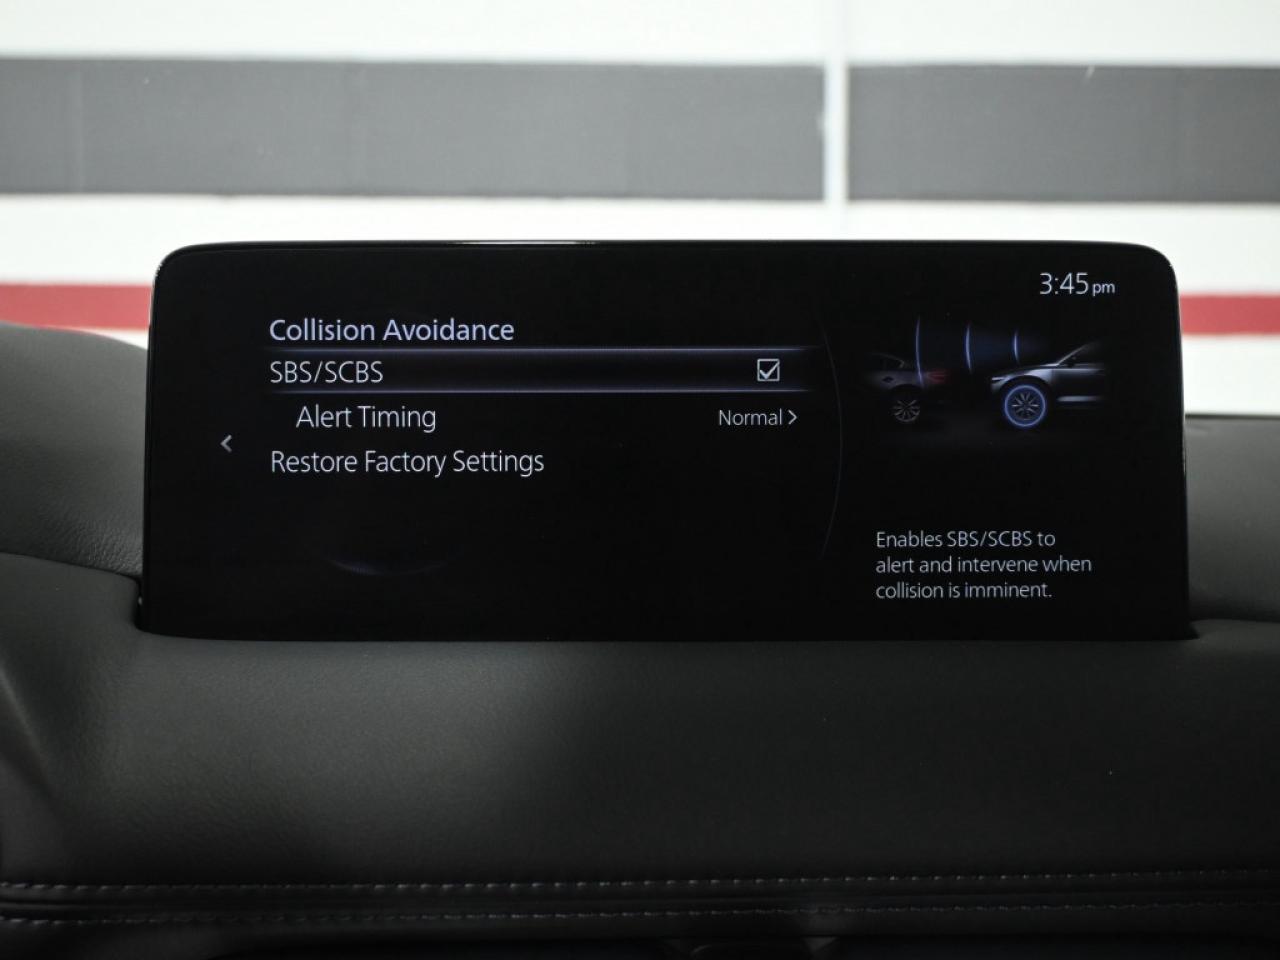 3:45pm
Collision Avoidance
SBS/SCBS
Alert Timing
Normal >
Restore Factory Settings
Enables SBS/SCBS to
alert and intervene when
collision is imminent.